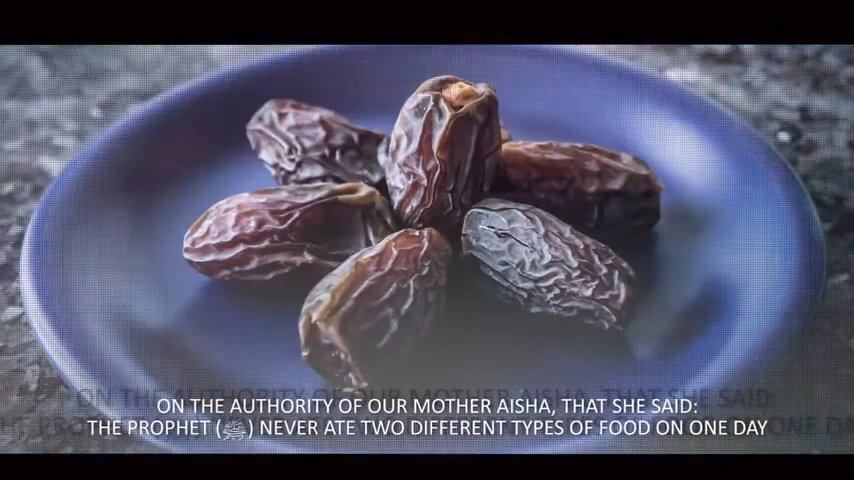 ON THE AUTHORITY OF OUR MOTHER AISHA, THAT SHE SAID:
THE PROPHET (ﷺ) NEVER ATE TWO DIFFERENT TYPES OF FOOD ON ONE DAY